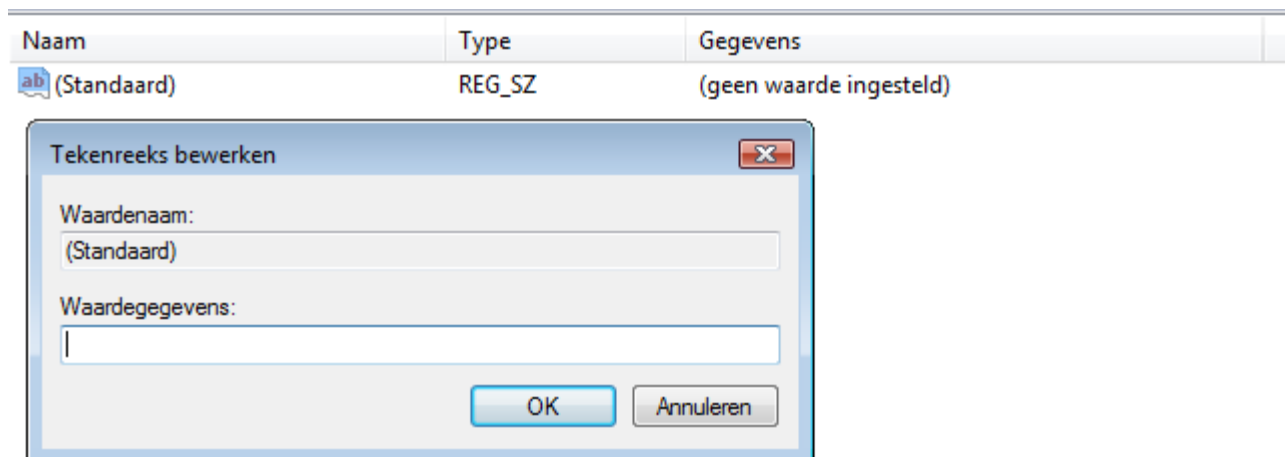 Naam Type Gegevens
ab (Standaard) REG_SZ (geen waarde ingesteld)
Tekenreeks bewerken
Waardenaam:
(Standaard)
Waardegegevens:
OK Annuleren